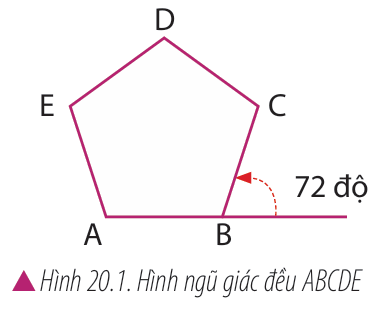 D
E
C
72 độ
A
B
▲ Hình 20.1. Hình ngũ giác đều ABCDE